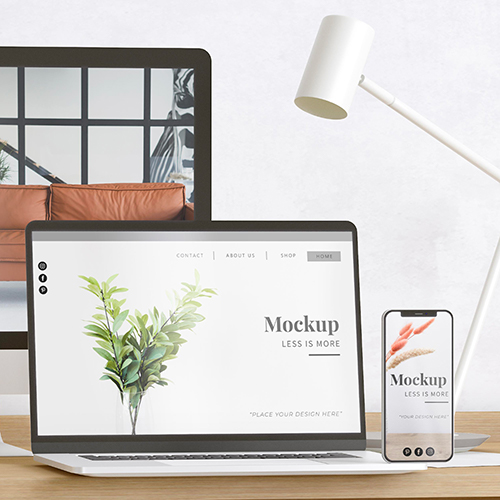 CONTACT | ABOUT US | SHOP HOME
Mockup
LESS IS MORE
"PLACE YOUR DESIGN HERE"
Mockup
LESS IS MORE
"YOUR DESIGN HERE"